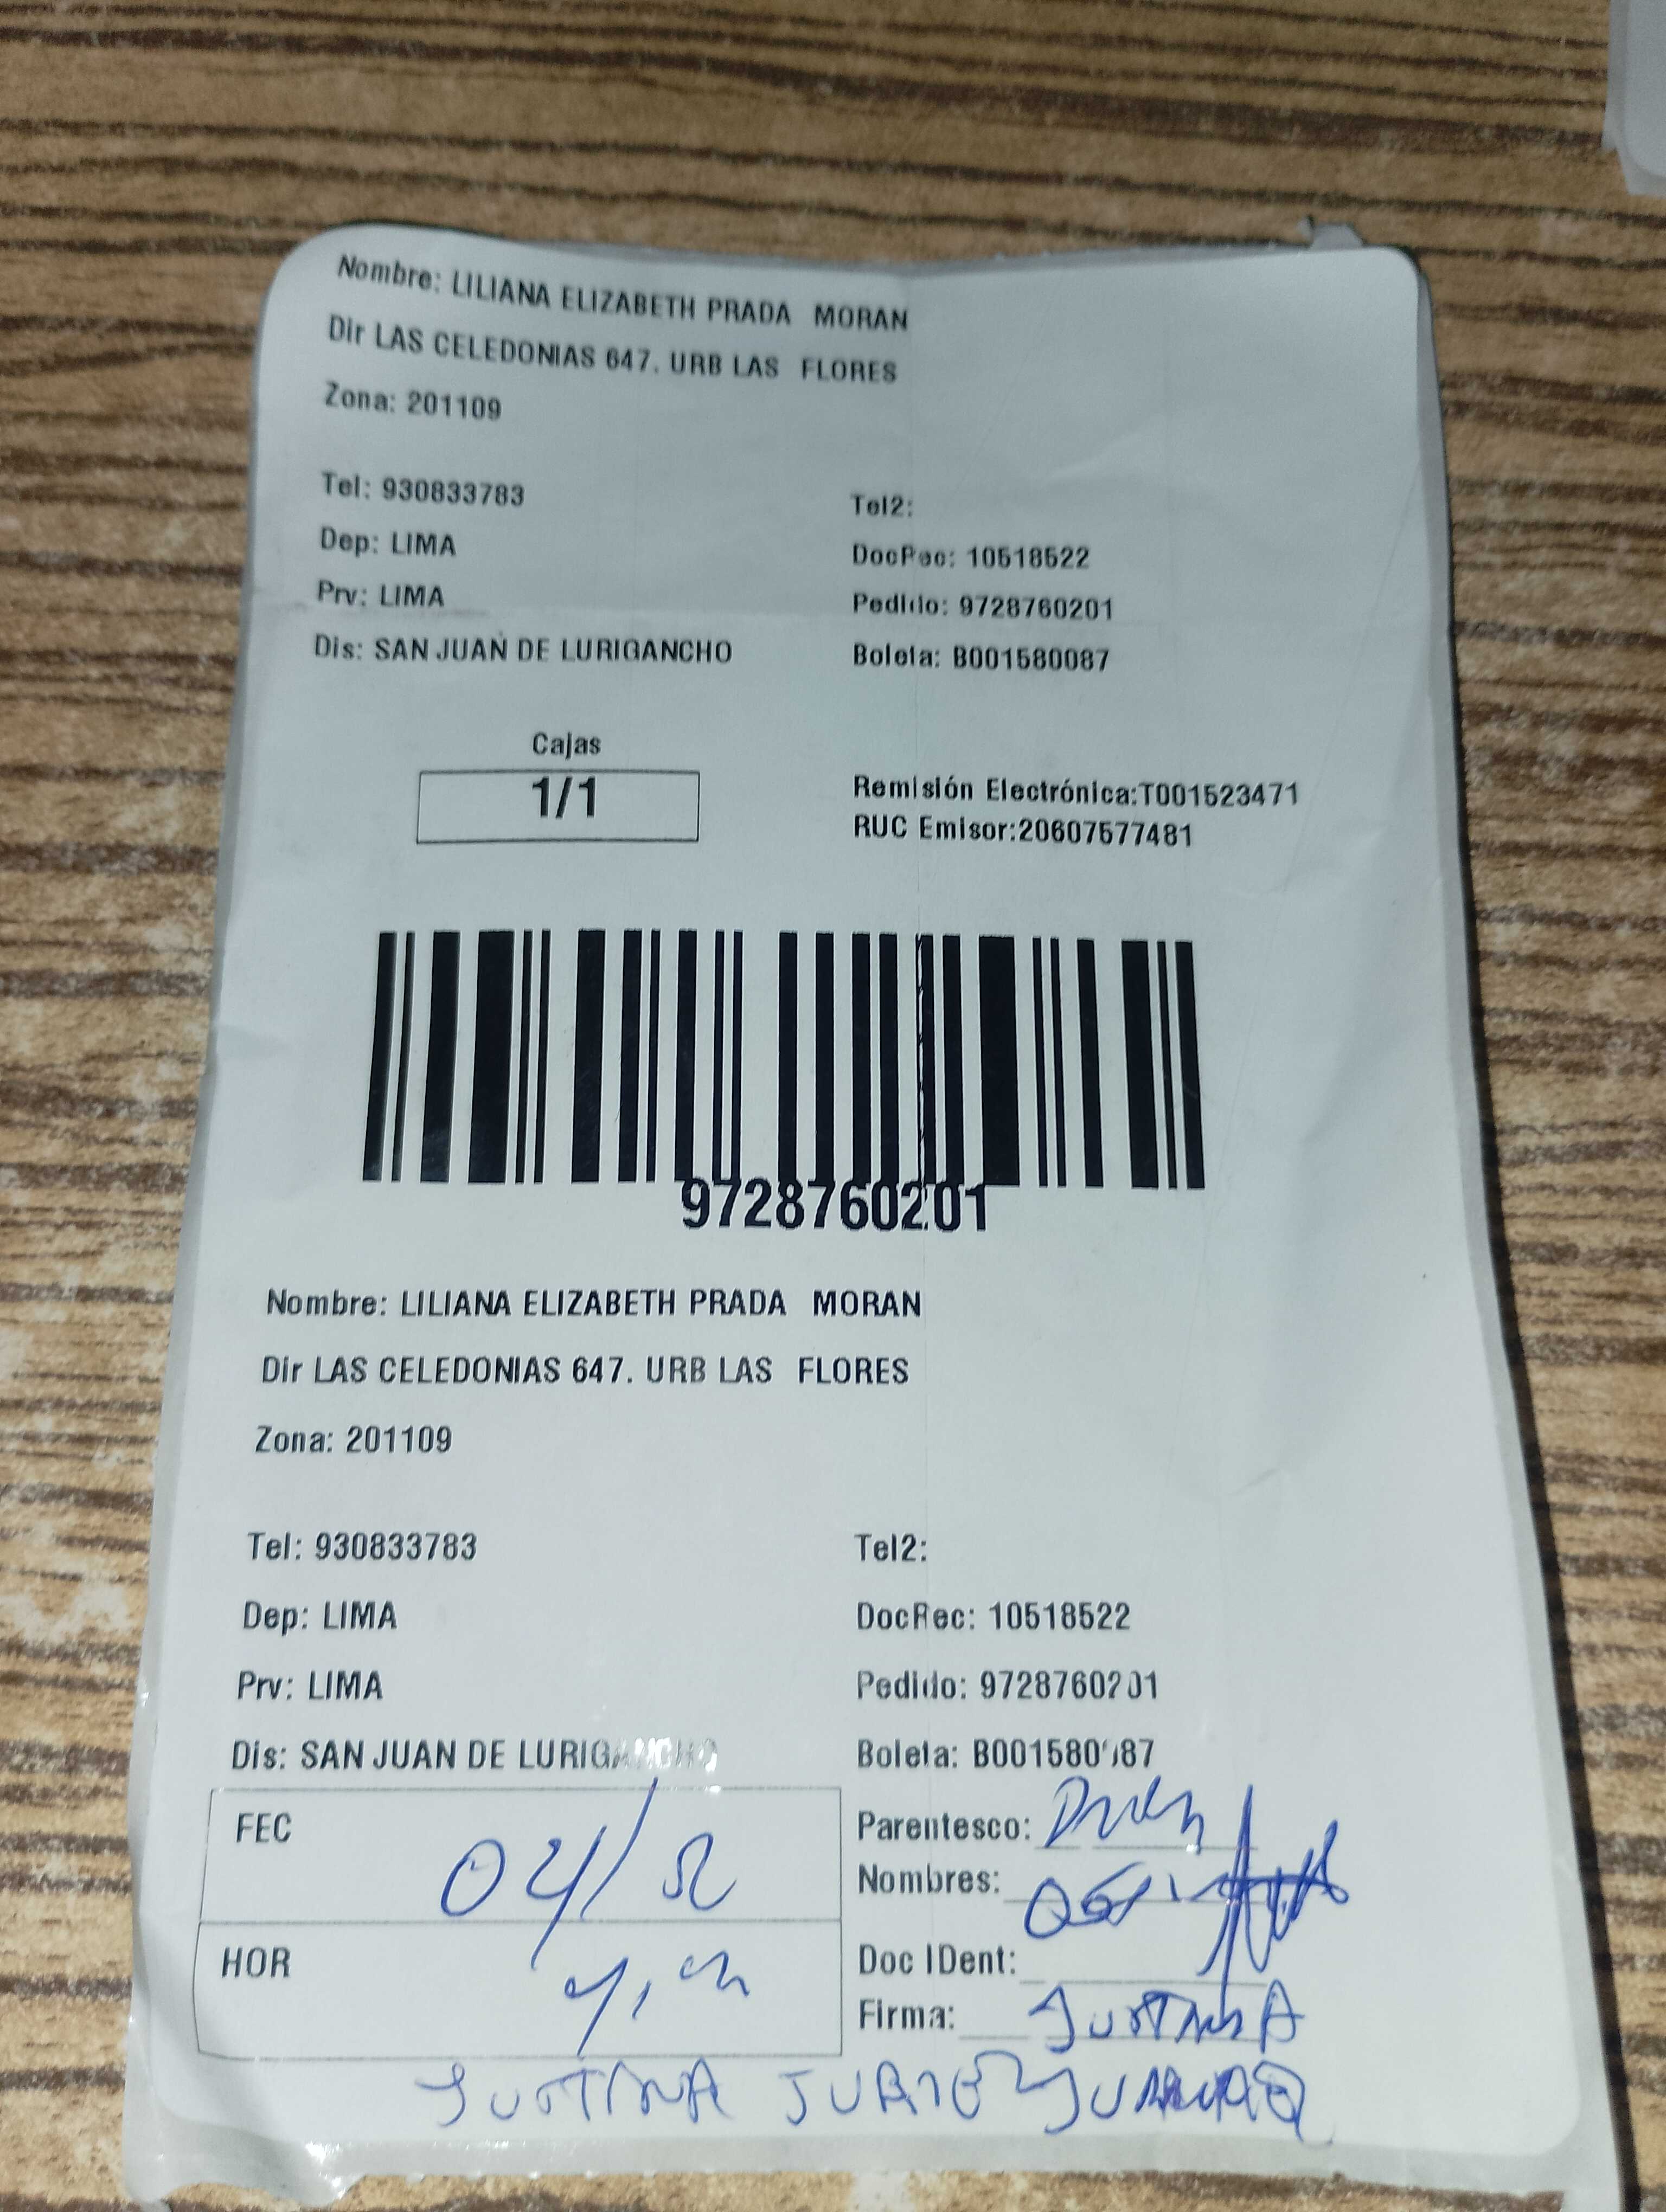 Nombre: LILIANA ELIZABETH PRADA MORAN
Dir LAS CELEDONIAS 647. URB LAS FLORES
Zona: 201109
Tel: 930833783 Tel2:
Dep: LIMA DocRec: 10518522
Prv: LIMA Pedido: 9728760201
Dis: SAN JUAN DE LURIGANCHO Boleta: B001580087
Cajas
1/1
Remisión Electrónica:T001523471
RUC Emisor:20607577481
9728760201
Nombre: LILIANA ELIZABETH PRADA MORAN
Dir LAS CELEDONIAS 647. URB LAS FLORES
Zona: 201109
Tel: 930833783 Tel2:
Dep: LIMA DocRec: 10518522
Prv: LIMA Pedido: 9728760201
Dis: SAN JUAN DE LURIGANCHO Boleta: B001580087
FEC 04/ Parentesco:
Nombres:
HOR Doc IDent:
Firma: JUSTINA
JUSTINA